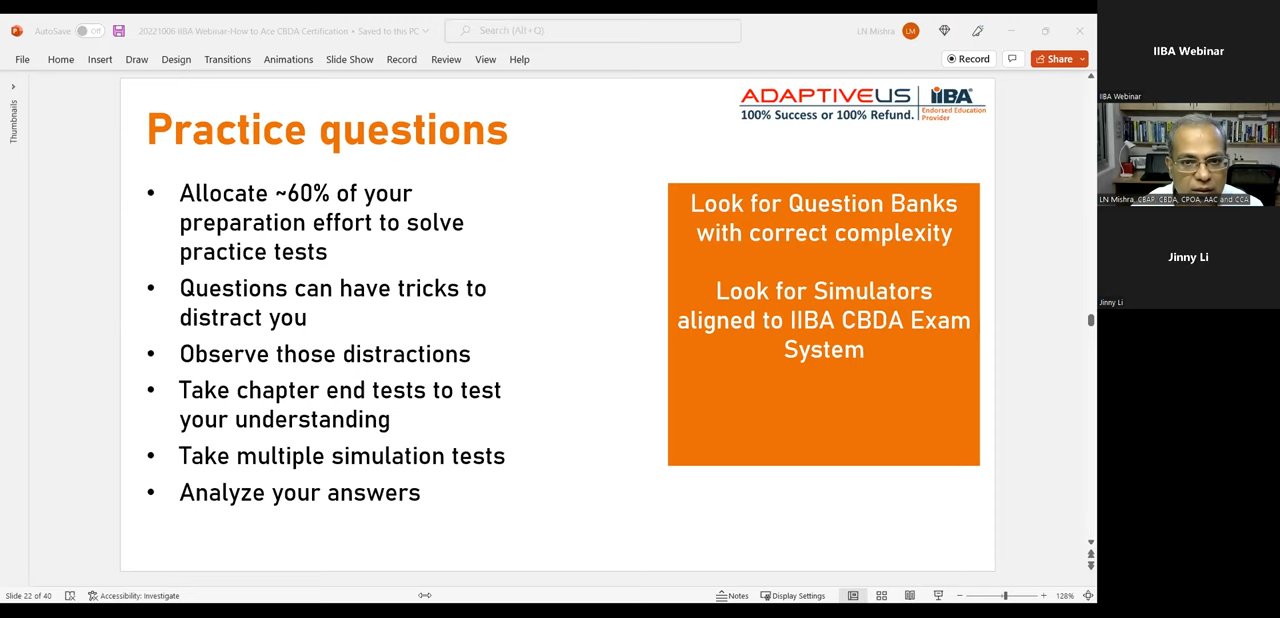 AutoSave Off 20221006 IIBA Webinar-How to Ace CBDA Certification • Saved to this PC Search (Alt+Q) LN Mishra LM
File Home Insert Draw Design Transitions Animations Slide Show Record Review View Help Record Share
Thumbnails
ADAPTIVEUS IIBA
100% Success or 100% Refund. Endorsed Education
Provider
Practice questions
• Allocate ~60% of your
preparation effort to solve
practice tests
• Questions can have tricks to
distract you
• Observe those distractions
• Take chapter end tests to test
your understanding
• Take multiple simulation tests
• Analyze your answers
Look for Question Banks
with correct complexity
Look for Simulators
aligned to IIBA CBDA Exam
System
Slide 22 of 40 Accessibility: Investigate Notes Display Settings 128%
IIBA Webinar
IIBA Webinar
LN Mishra, CBAP, CBDA, CPOA, AAC and CCA
Jinny Li
Jinny Li